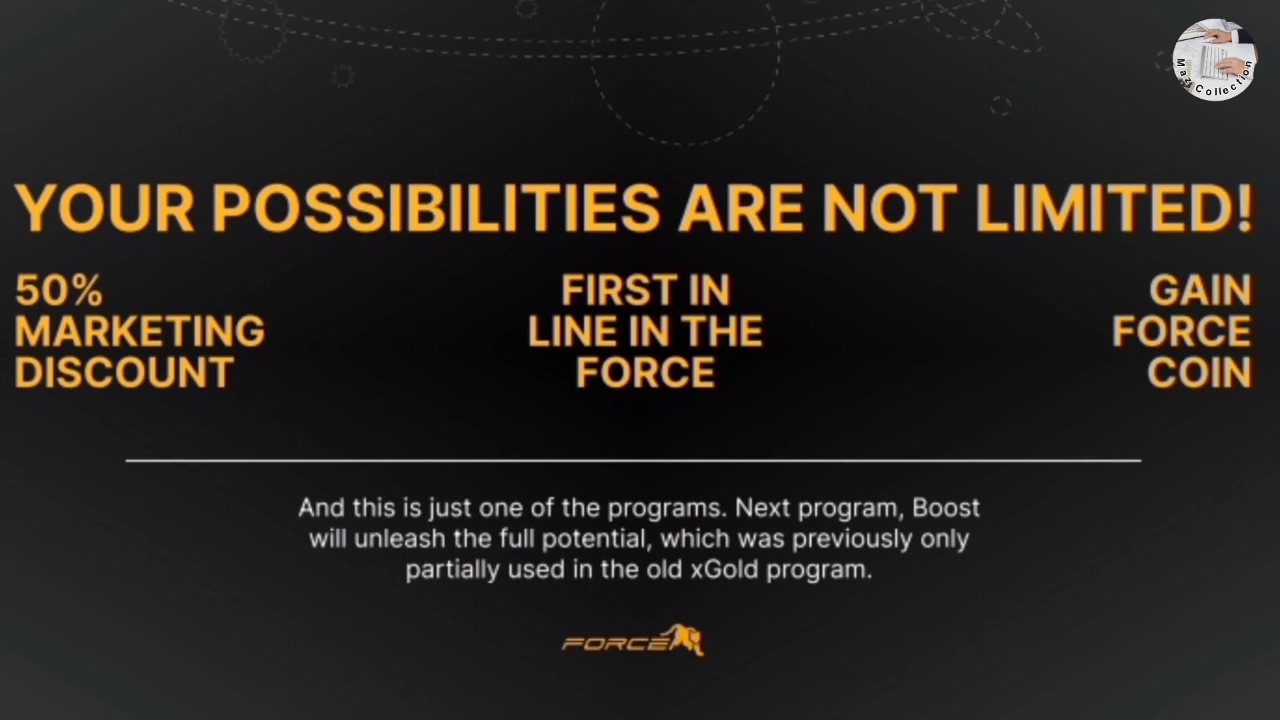 Mazi Collection
YOUR POSSIBILITIES ARE NOT LIMITED!
50%
MARKETING
DISCOUNT
FIRST IN
LINE IN THE
FORCE
GAIN
FORCE
COIN
And this is just one of the programs. Next program, Boost
will unleash the full potential, which was previously only
partially used in the old xGold program.
FORCE